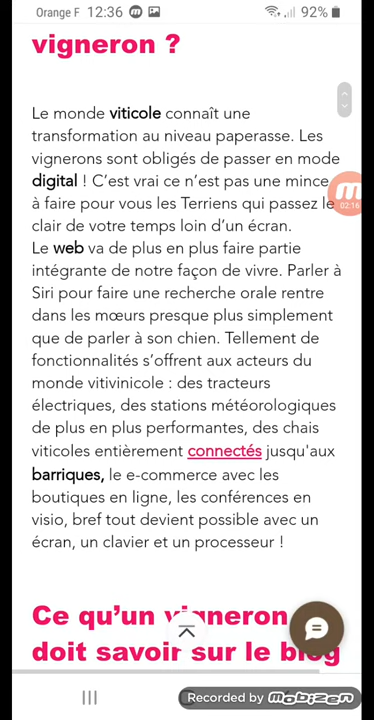 Orange F 12:36 92%
vigneron ?
Le monde viticole connaît une
transformation au niveau paperasse. Les
vignerons sont obligés de passer en mode
digital ! C’est vrai ce n’est pas une mince
à faire pour vous les Terriens qui passez le
clair de votre temps loin d’un écran.
02:16
Le web va de plus en plus faire partie
intégrante de notre façon de vivre. Parler à
Siri pour faire une recherche orale rentre
dans les mœurs presque plus simplement
que de parler à son chien. Tellement de
fonctionnalités s’offrent aux acteurs du
monde vitivinicole : des tracteurs
électriques, des stations météorologiques
de plus en plus performantes, des chais
viticoles entièrement connectés jusqu'aux
barriques, le e-commerce avec les
boutiques en ligne, les conférences en
visio, bref tout devient possible avec un
écran, un clavier et un processeur !
Ce qu’un vigneron
doit savoir sur le blog
Recorded by mobizen